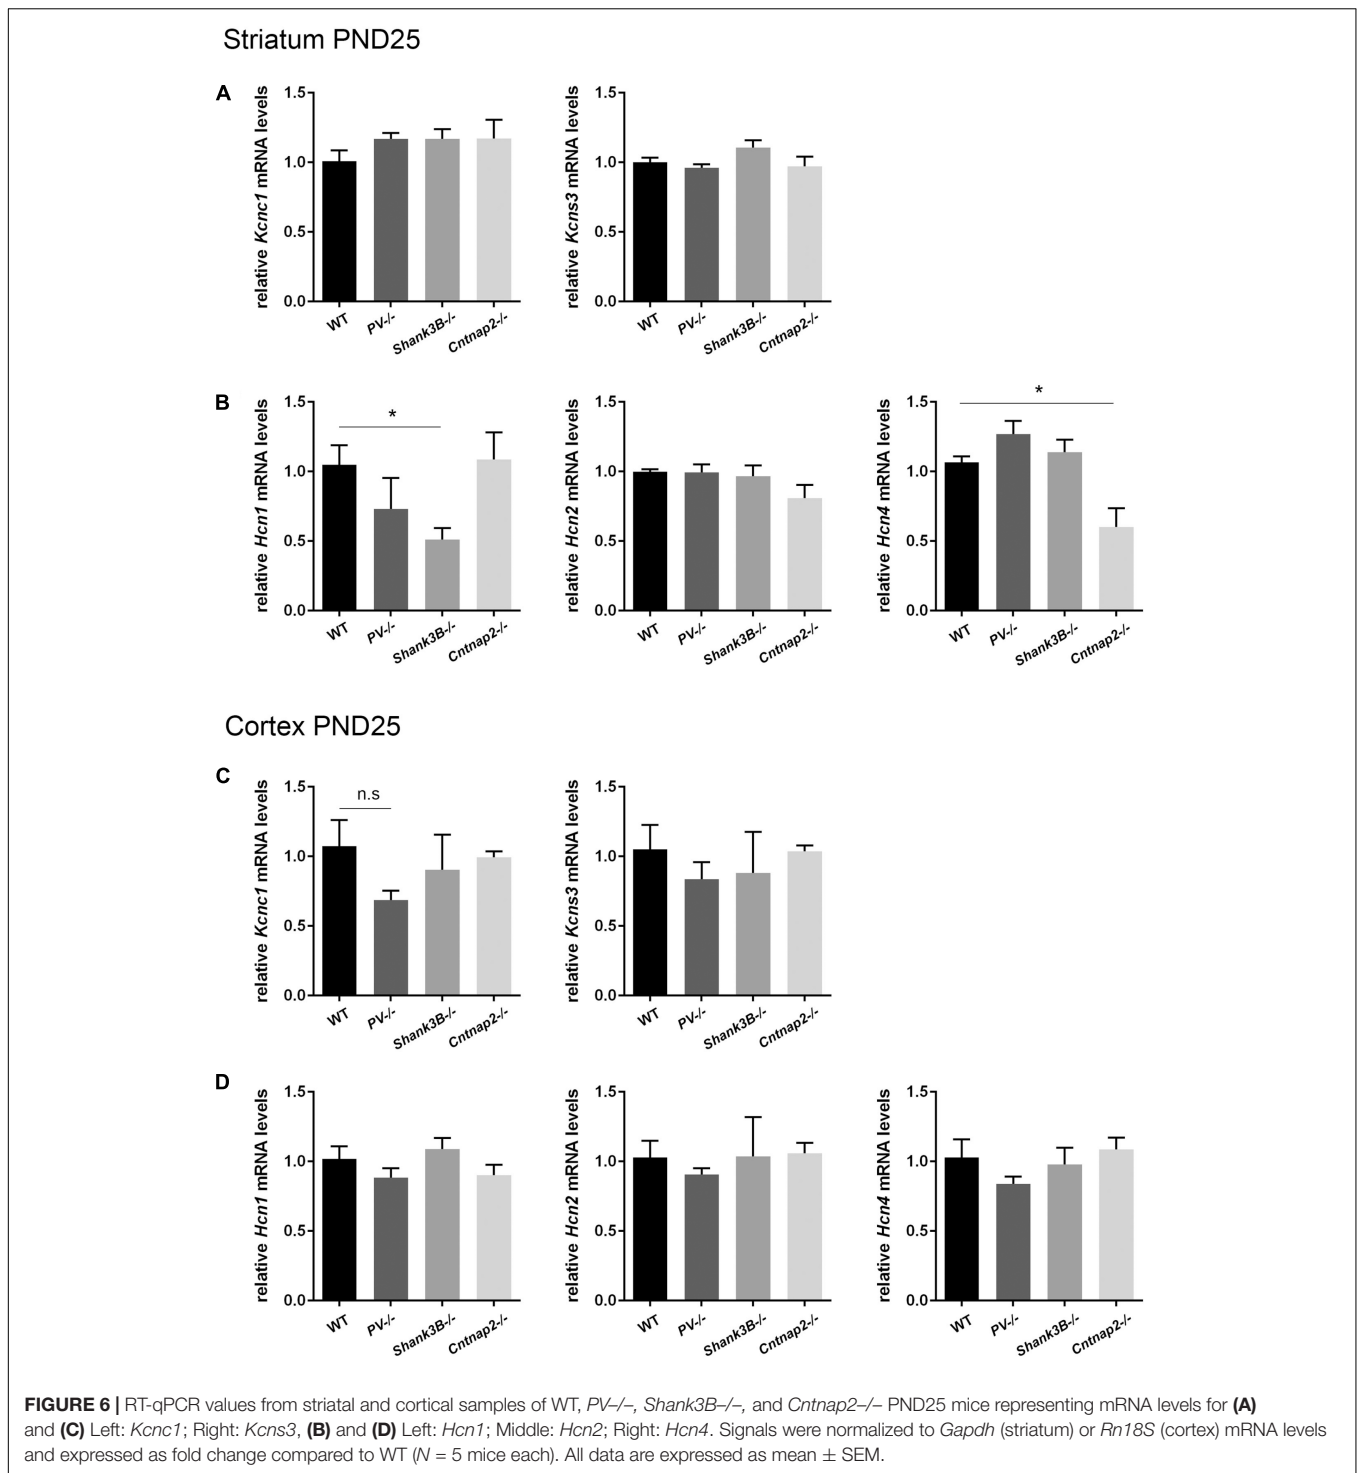 Striatum PND25
A
relative Kcnc1 mRNA levels
1.5
1.0
0.5
0.0
WT
PV-/-
Shank3B-/-
Cntnap2-/-
relative Kcns3 mRNA levels
1.5
1.0
0.5
0.0
WT
PV-/-
Shank3B-/-
Cntnap2-/-
B
relative Hcn1 mRNA levels
1.5
1.0
0.5
0.0
*
WT
PV-/-
Shank3B-/-
Cntnap2-/-
relative Hcn2 mRNA levels
1.5
1.0
0.5
0.0
WT
PV-/-
Shank3B-/-
Cntnap2-/-
relative Hcn4 mRNA levels
1.5
1.0
0.5
0.0
*
WT
PV-/-
Shank3B-/-
Cntnap2-/-
Cortex PND25
C
relative Kcnc1 mRNA levels
1.5
1.0
0.5
0.0
n.s
WT
PV-/-
Shank3B-/-
Cntnap2-/-
relative Kcns3 mRNA levels
1.5
1.0
0.5
0.0
WT
PV-/-
Shank3B-/-
Cntnap2-/-
D
relative Hcn1 mRNA levels
1.5
1.0
0.5
0.0
WT
PV-/-
Shank3B-/-
Cntnap2-/-
relative Hcn2 mRNA levels
1.5
1.0
0.5
0.0
WT
PV-/-
Shank3B-/-
Cntnap2-/-
relative Hcn4 mRNA levels
1.5
1.0
0.5
0.0
WT
PV-/-
Shank3B-/-
Cntnap2-/-
FIGURE 6 | RT-qPCR values from striatal and cortical samples of WT, PV–/–, Shank3B–/–, and Cntnap2–/– PND25 mice representing mRNA levels for (A)
and (C) Left: Kcnc1; Right: Kcns3, (B) and (D) Left: Hcn1; Middle: Hcn2; Right: Hcn4. Signals were normalized to Gapdh (striatum) or Rn18S (cortex) mRNA levels
and expressed as fold change compared to WT (N = 5 mice each). All data are expressed as mean ± SEM.